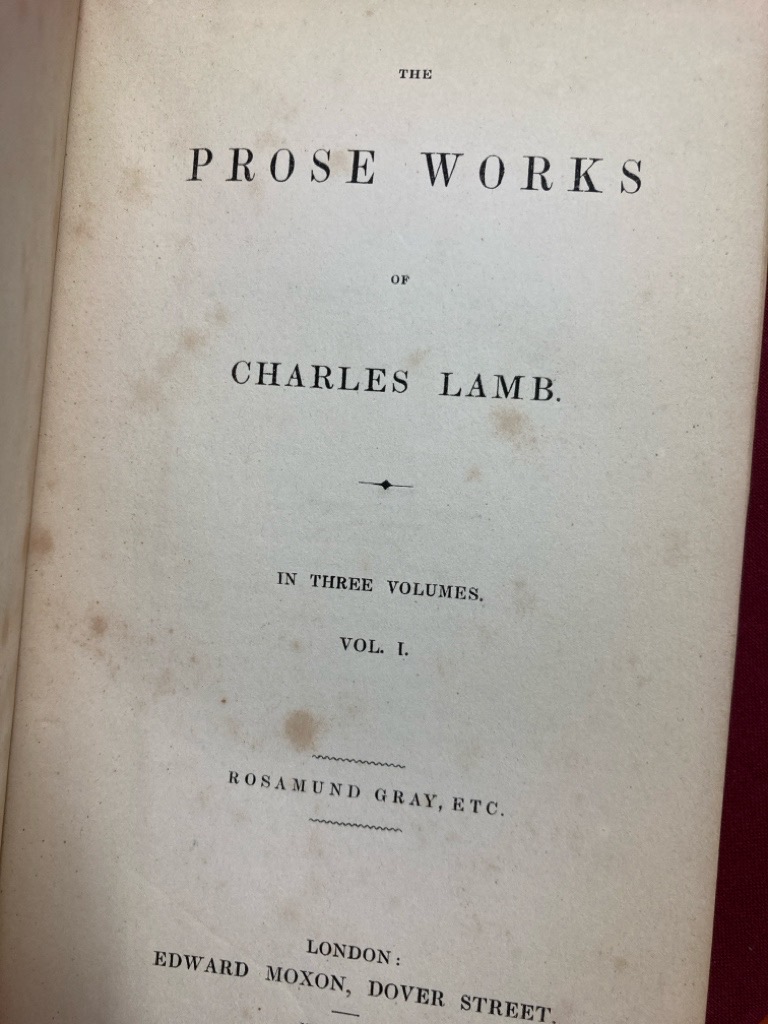 THE
PROSE WORKS
OF
CHARLES LAMB.
IN THREE VOLUMES.
VOL. I.
ROSAMUND GRAY, ETC.
LONDON:
EDWARD MOXON, DOVER STREET.